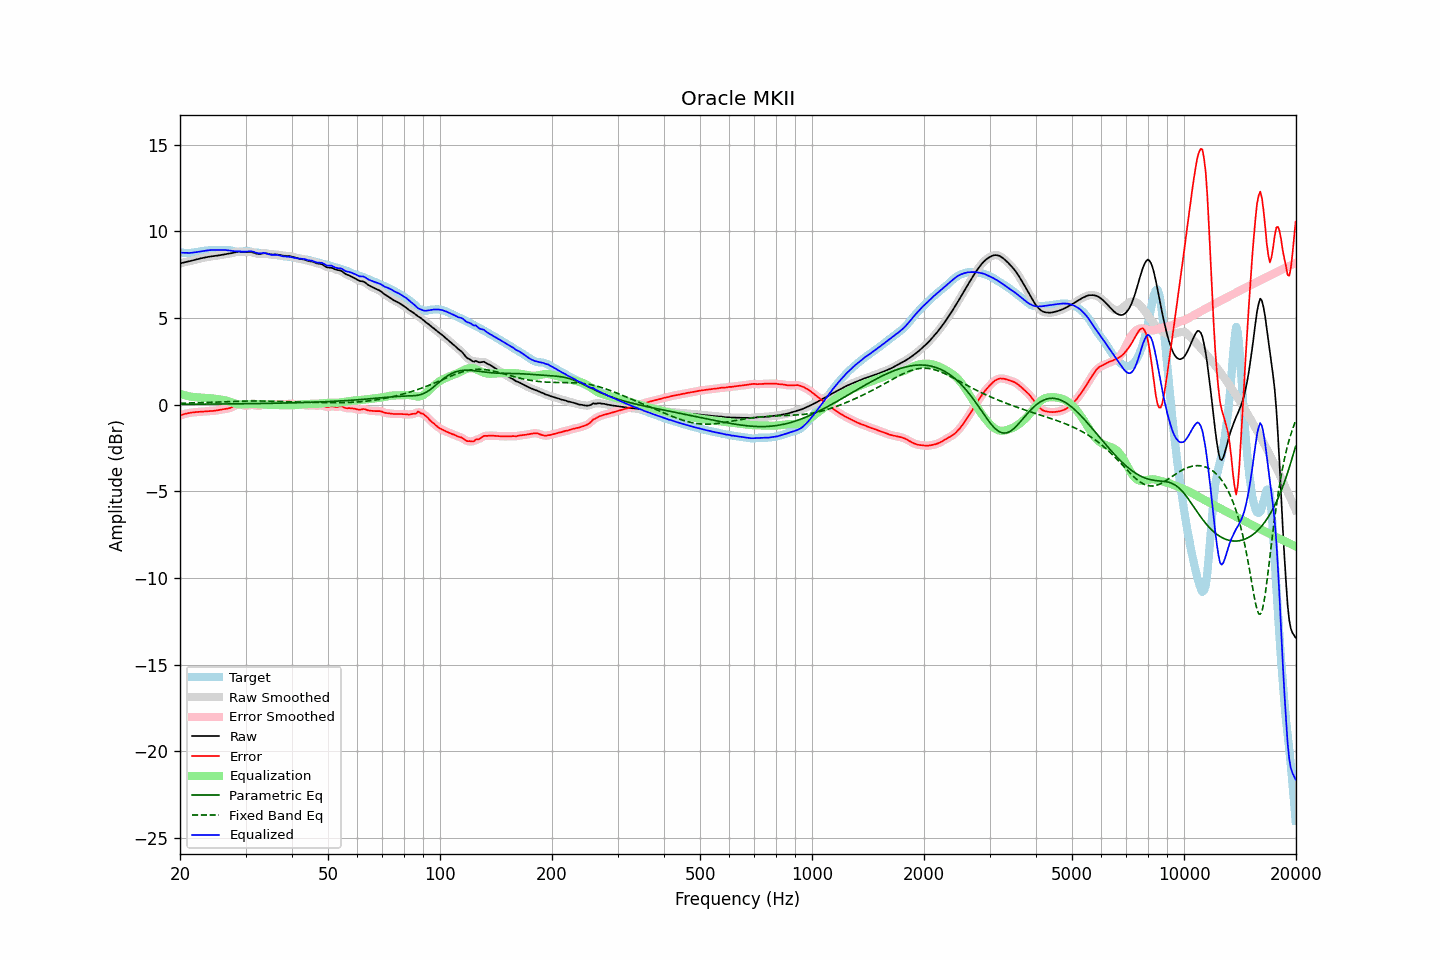 Oracle MKII
Amplitude (dBr)
15
10
5
0
−5
−10
−15
−20
−25
Target
Raw Smoothed
Error Smoothed
Raw
Error
Equalization
Parametric Eq
Fixed Band Eq
Equalized
20 50 100 200 500 1000 2000 5000 10000 20000
Frequency (Hz)